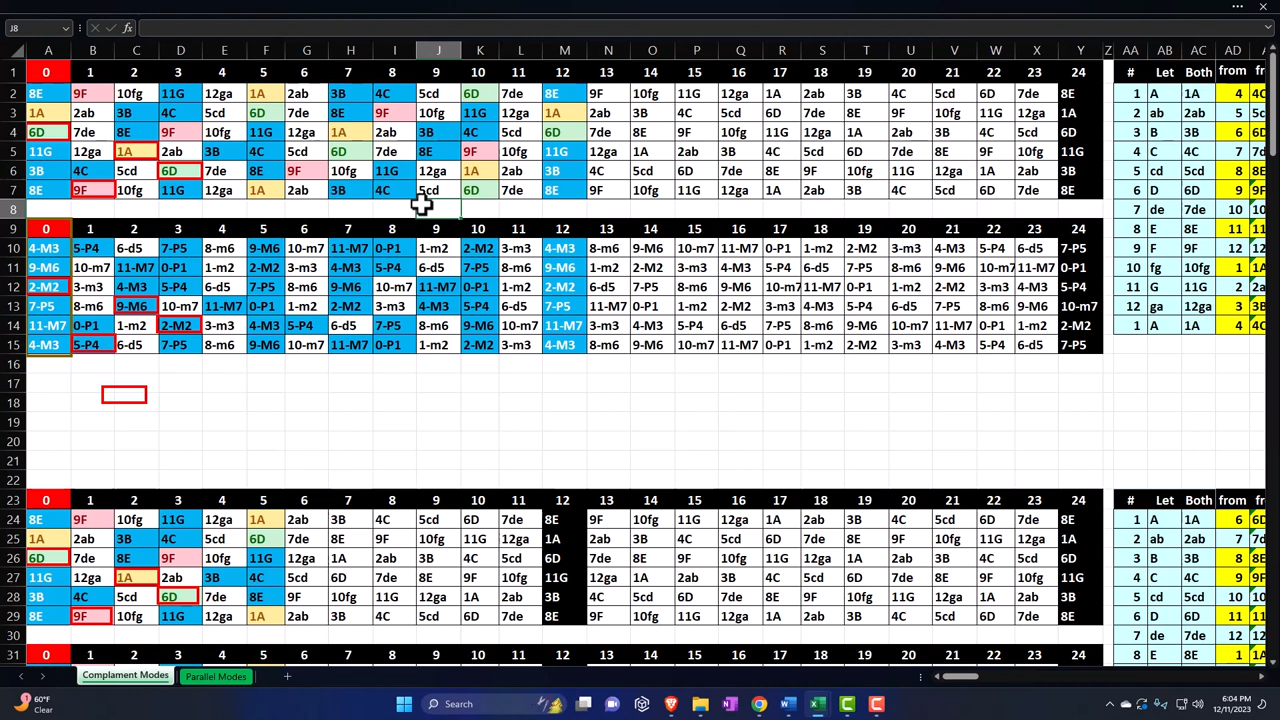 J8 fx
A B C D E F G H I J K L M N O P Q R S T U V W X Y Z AA AB AC AD
1 0 1 2 3 4 5 6 7 8 9 10 11 12 13 14 15 16 17 18 19 20 21 22 23 24 # Let Both from
2 8E 9F 10fg 11G 12ga 1A 2ab 3B 4C 5cd 6D 7de 8E 9F 10fg 11G 12ga 1A 2ab 3B 4C 5cd 6D 7de 8E 1 A 1A 4
3 1A 2ab 3B 4C 5cd 6D 7de 8E 9F 10fg 11G 12ga 1A 2ab 3B 4C 5cd 6D 7de 8E 9F 10fg 11G 12ga 1A 2 ab 2ab 5
4 6D 7de 8E 9F 10fg 11G 12ga 1A 2ab 3B 4C 5cd 6D 7de 8E 9F 10fg 11G 12ga 1A 2ab 3B 4C 5cd 6D 3 B 3B 6
5 11G 12ga 1A 2ab 3B 4C 5cd 6D 7de 8E 9F 10fg 11G 12ga 1A 2ab 3B 4C 5cd 6D 7de 8E 9F 10fg 11G 4 C 4C 7
6 3B 4C 5cd 6D 7de 8E 9F 10fg 11G 12ga 1A 2ab 3B 4C 5cd 6D 7de 8E 9F 10fg 11G 12ga 1A 2ab 3B 5 cd 5cd 8
7 8E 9F 10fg 11G 12ga 1A 2ab 3B 4C 5cd 6D 7de 8E 9F 10fg 11G 12ga 1A 2ab 3B 4C 5cd 6D 7de 8E 6 D 6D 9
8 7 de 7de 10
9 0 1 2 3 4 5 6 7 8 9 10 11 12 13 14 15 16 17 18 19 20 21 22 23 24 8 E 8E 11
10 4-M3 5-P4 6-d5 7-P5 8-m6 9-M6 10-m7 11-M7 0-P1 1-m2 2-M2 3-m3 4-M3 8-m6 9-M6 10-m7 11-M7 0-P1 1-m2 2-M2 3-m3 4-M3 5-P4 6-d5 7-P5 9 F 9F 12
11 9-M6 10-m7 11-M7 0-P1 1-m2 2-M2 3-m3 4-M3 5-P4 6-d5 7-P5 8-m6 9-M6 1-m2 2-M2 3-m3 4-M3 5-P4 6-d5 7-P5 8-m6 9-M6 10-m7 11-M7 0-P1 10 fg 10fg 1
12 2-M2 3-m3 4-M3 5-P4 6-d5 7-P5 8-m6 9-M6 10-m7 11-M7 0-P1 1-m2 2-M2 6-d5 7-P5 8-m6 9-M6 10-m7 11-M7 0-P1 1-m2 2-M2 3-m3 4-M3 5-P4 11 G 11G 2
13 7-P5 8-m6 9-M6 10-m7 11-M7 0-P1 1-m2 2-M2 3-m3 4-M3 5-P4 6-d5 7-P5 11-M7 0-P1 1-m2 2-M2 3-m3 4-M3 5-P4 6-d5 7-P5 8-m6 9-M6 10-m7 12 ga 12ga 3
14 11-M7 0-P1 1-m2 2-M2 3-m3 4-M3 5-P4 6-d5 7-P5 8-m6 9-M6 10-m7 11-M7 3-m3 4-M3 5-P4 6-d5 7-P5 8-m6 9-M6 10-m7 11-M7 0-P1 1-m2 2-M2 1 A 1A 4
15 4-M3 5-P4 6-d5 7-P5 8-m6 9-M6 10-m7 11-M7 0-P1 1-m2 2-M2 3-m3 4-M3 8-m6 9-M6 10-m7 11-M7 0-P1 1-m2 2-M2 3-m3 4-M3 5-P4 6-d5 7-P5
16
17
18
19
20
21
22
23 0 1 2 3 4 5 6 7 8 9 10 11 12 13 14 15 16 17 18 19 20 21 22 23 24 # Let Both from
24 8E 9F 10fg 11G 12ga 1A 2ab 3B 4C 5cd 6D 7de 8E 9F 10fg 11G 12ga 1A 2ab 3B 4C 5cd 6D 7de 8E 1 A 1A 6
25 1A 2ab 3B 4C 5cd 6D 7de 8E 9F 10fg 11G 12ga 1A 2ab 3B 4C 5cd 6D 7de 8E 9F 10fg 11G 12ga 1A 2 ab 2ab 7
26 6D 7de 8E 9F 10fg 11G 12ga 1A 2ab 3B 4C 5cd 6D 7de 8E 9F 10fg 11G 12ga 1A 2ab 3B 4C 5cd 6D 3 B 3B 8
27 11G 12ga 1A 2ab 3B 4C 5cd 6D 7de 8E 9F 10fg 11G 12ga 1A 2ab 3B 4C 5cd 6D 7de 8E 9F 10fg 11G 4 C 4C 9
28 3B 4C 5cd 6D 7de 8E 9F 10fg 11G 12ga 1A 2ab 3B 4C 5cd 6D 7de 8E 9F 10fg 11G 12ga 1A 2ab 3B 5 cd 5cd 10
29 8E 9F 10fg 11G 12ga 1A 2ab 3B 4C 5cd 6D 7de 8E 9F 10fg 11G 12ga 1A 2ab 3B 4C 5cd 6D 7de 8E 6 D 6D 11
30 7 de 7de 12
31 0 1 2 3 4 5 6 7 8 9 10 11 12 13 14 15 16 17 18 19 20 21 22 23 24 8 E 8E 1
Complament Modes Parallel Modes
60°F
Clear
Search
6:04 PM
12/11/2023